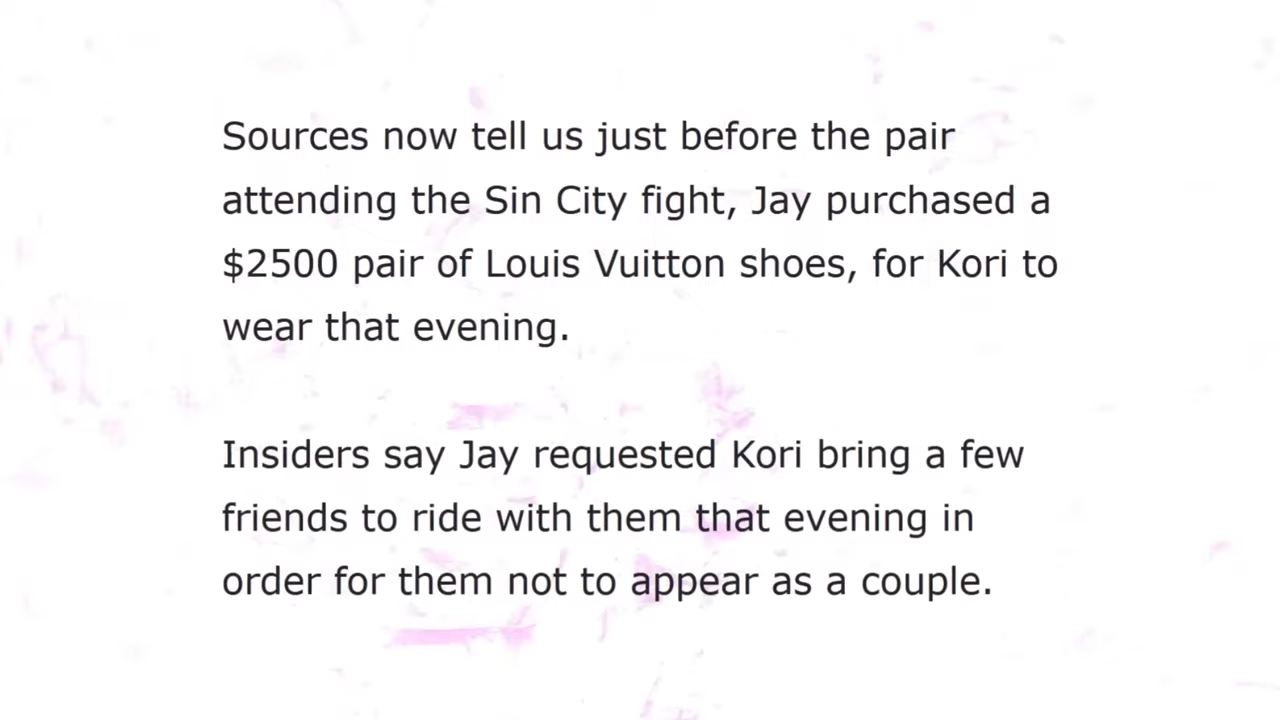 Sources now tell us just before the pair
attending the Sin City fight, Jay purchased a
$2500 pair of Louis Vuitton shoes, for Kori to
wear that evening.
Insiders say Jay requested Kori bring a few
friends to ride with them that evening in
order for them not to appear as a couple.